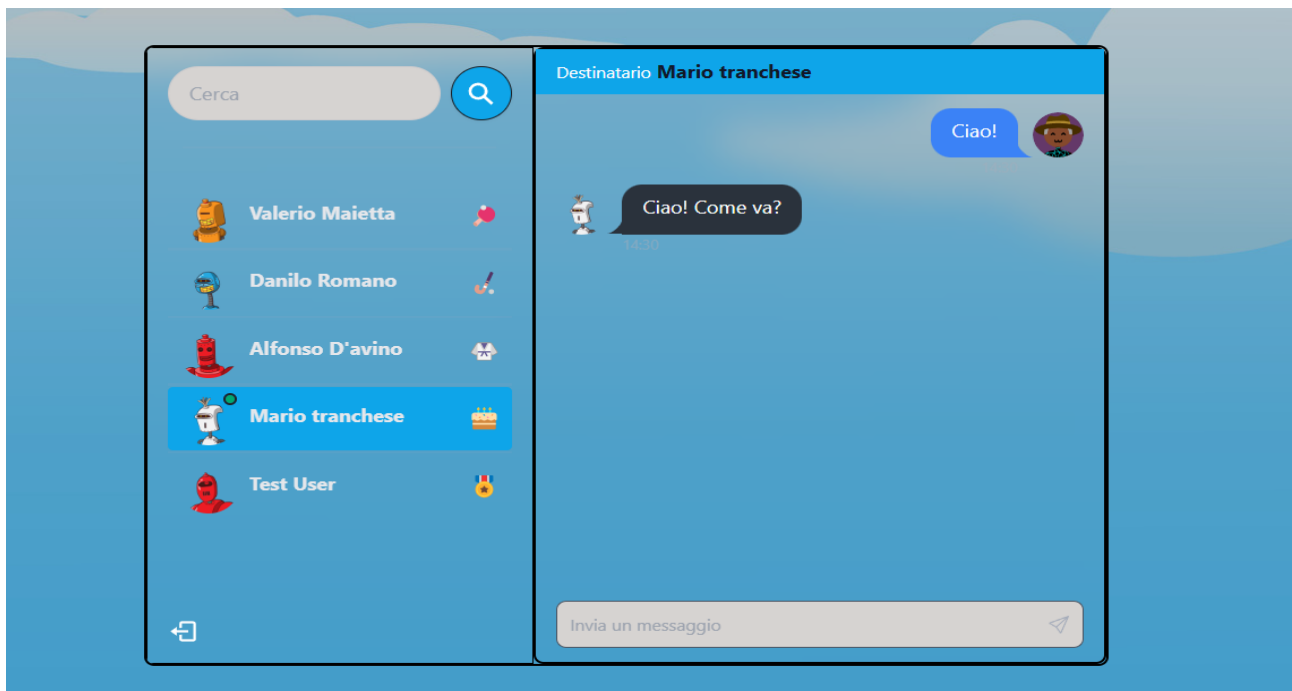 Cerca
Valerio Maietta
Danilo Romano
Alfonso D'avino
Mario tranchese
Test User
Destinatario Mario tranchese
Ciao!
Ciao! Come va?
14:30
Invia un messaggio